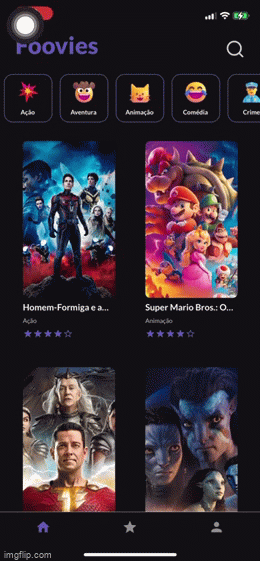 Foovies
Ação
Aventura
Animação
Comédia
Crime
Homem-Formiga e a...
Super Mario Bros.: O...
Ação
Animação
imgflip.com